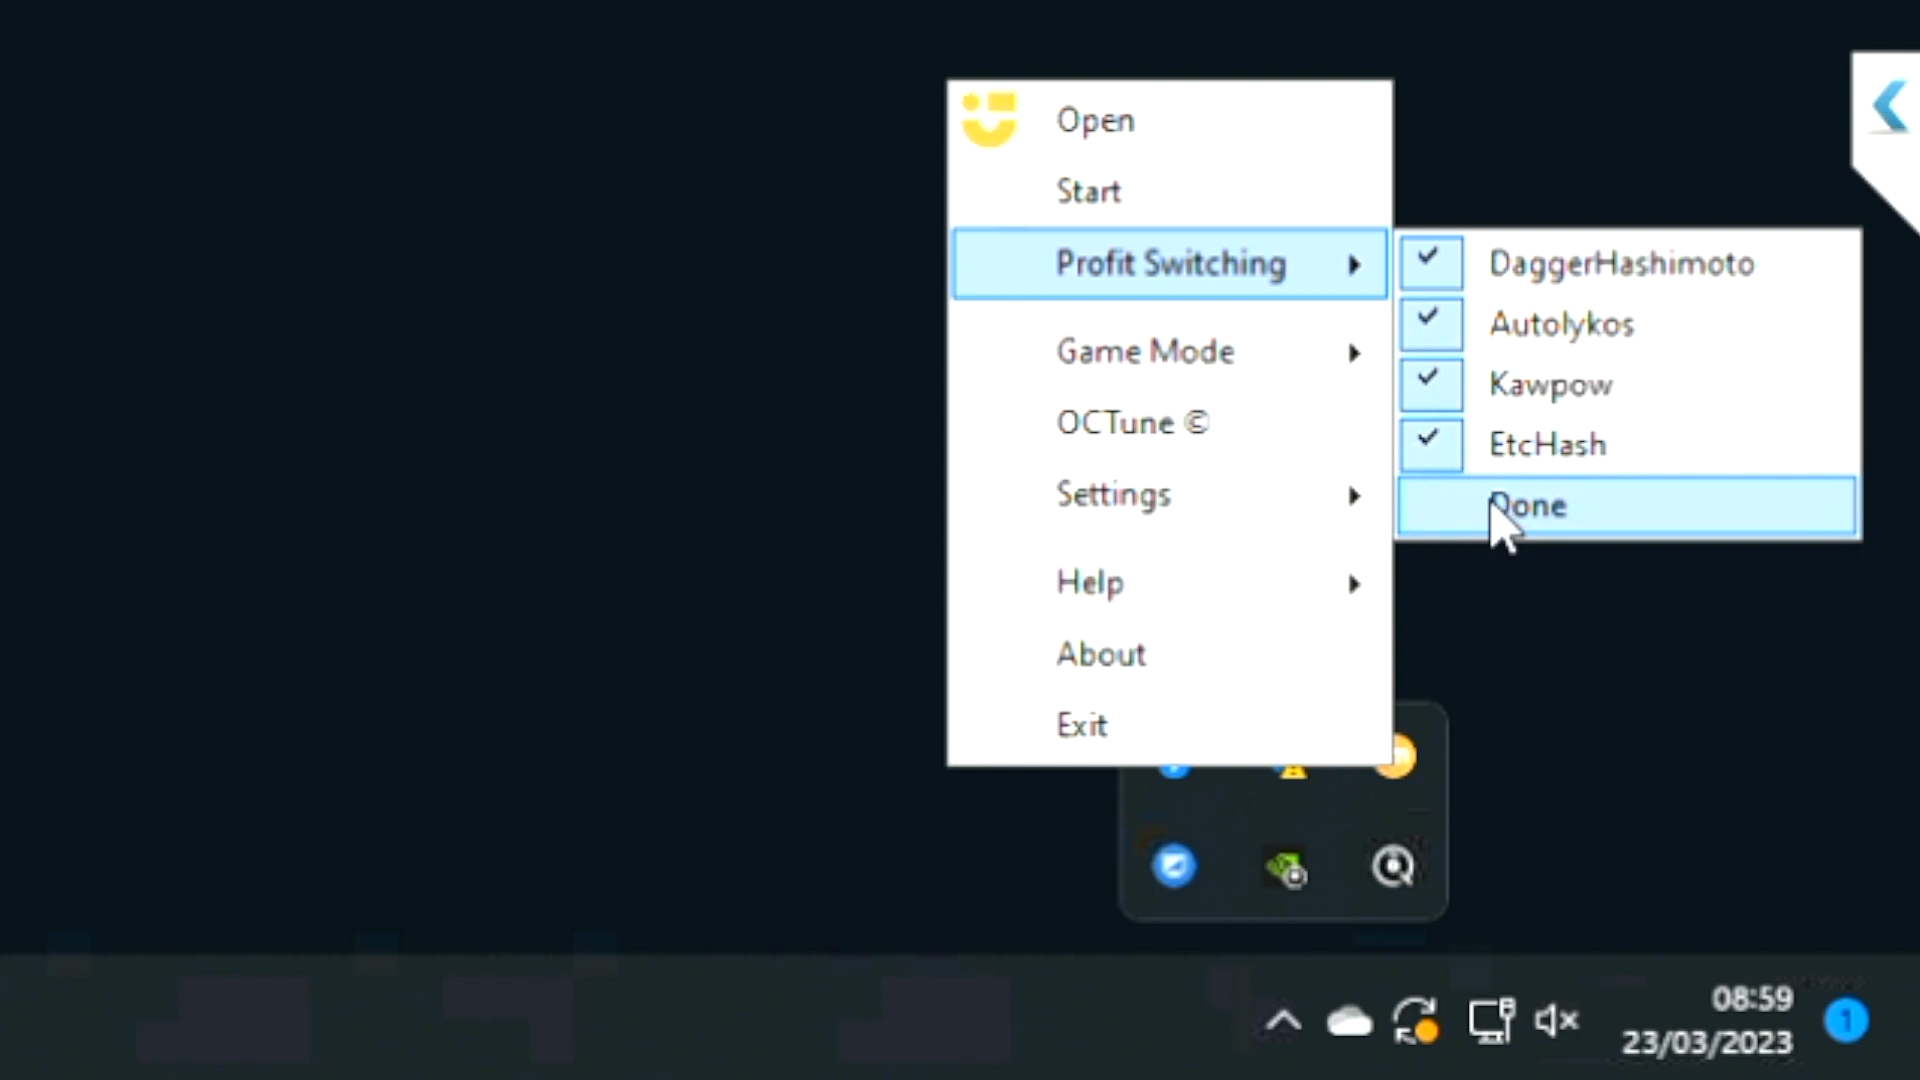 Open
Start
Profit Switching
Game Mode
OCTune ©
Settings
Help
About
Exit
DaggerHashimoto
Autolykos
Kawpow
EtcHash
Done
08:59
23/03/2023
1